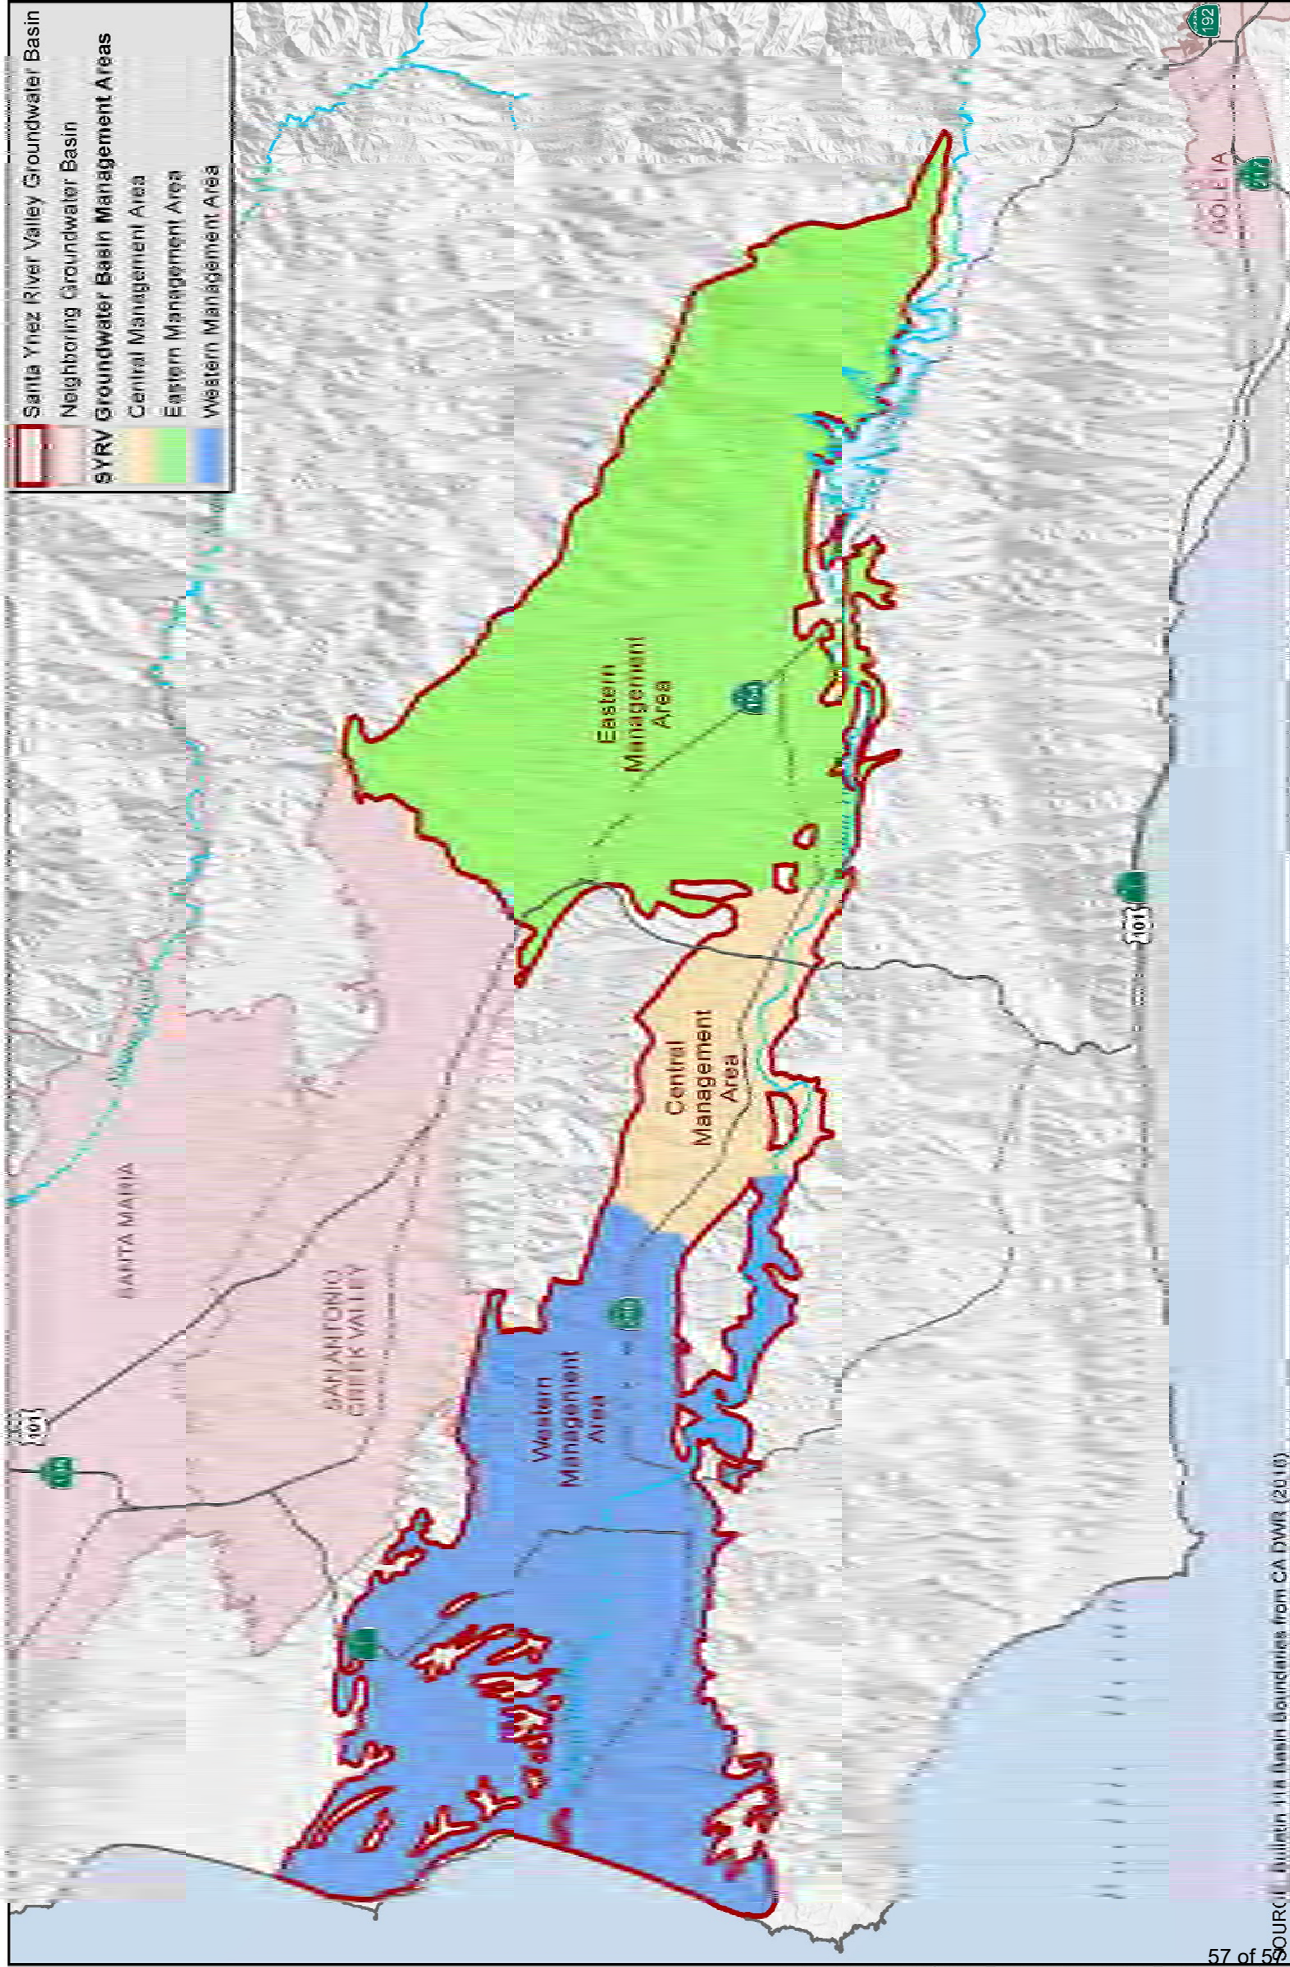 Santa Ynez River Valley Groundwater Basin
Neighboring Groundwater Basin
SYRV Groundwater Basin Management Areas
Central Management Area
Eastern Management Area
Western Management Area
192
217
GOLETA
101
SANTA MARIA
SAN ANTONIO
CREEK VALLEY
Eastern
Management
Area
154
Central
Management
Area
Western
Management
Area
101
SOURCE: Bulletin 118 Basin Boundaries from CA DWR (2016)
57 of 57